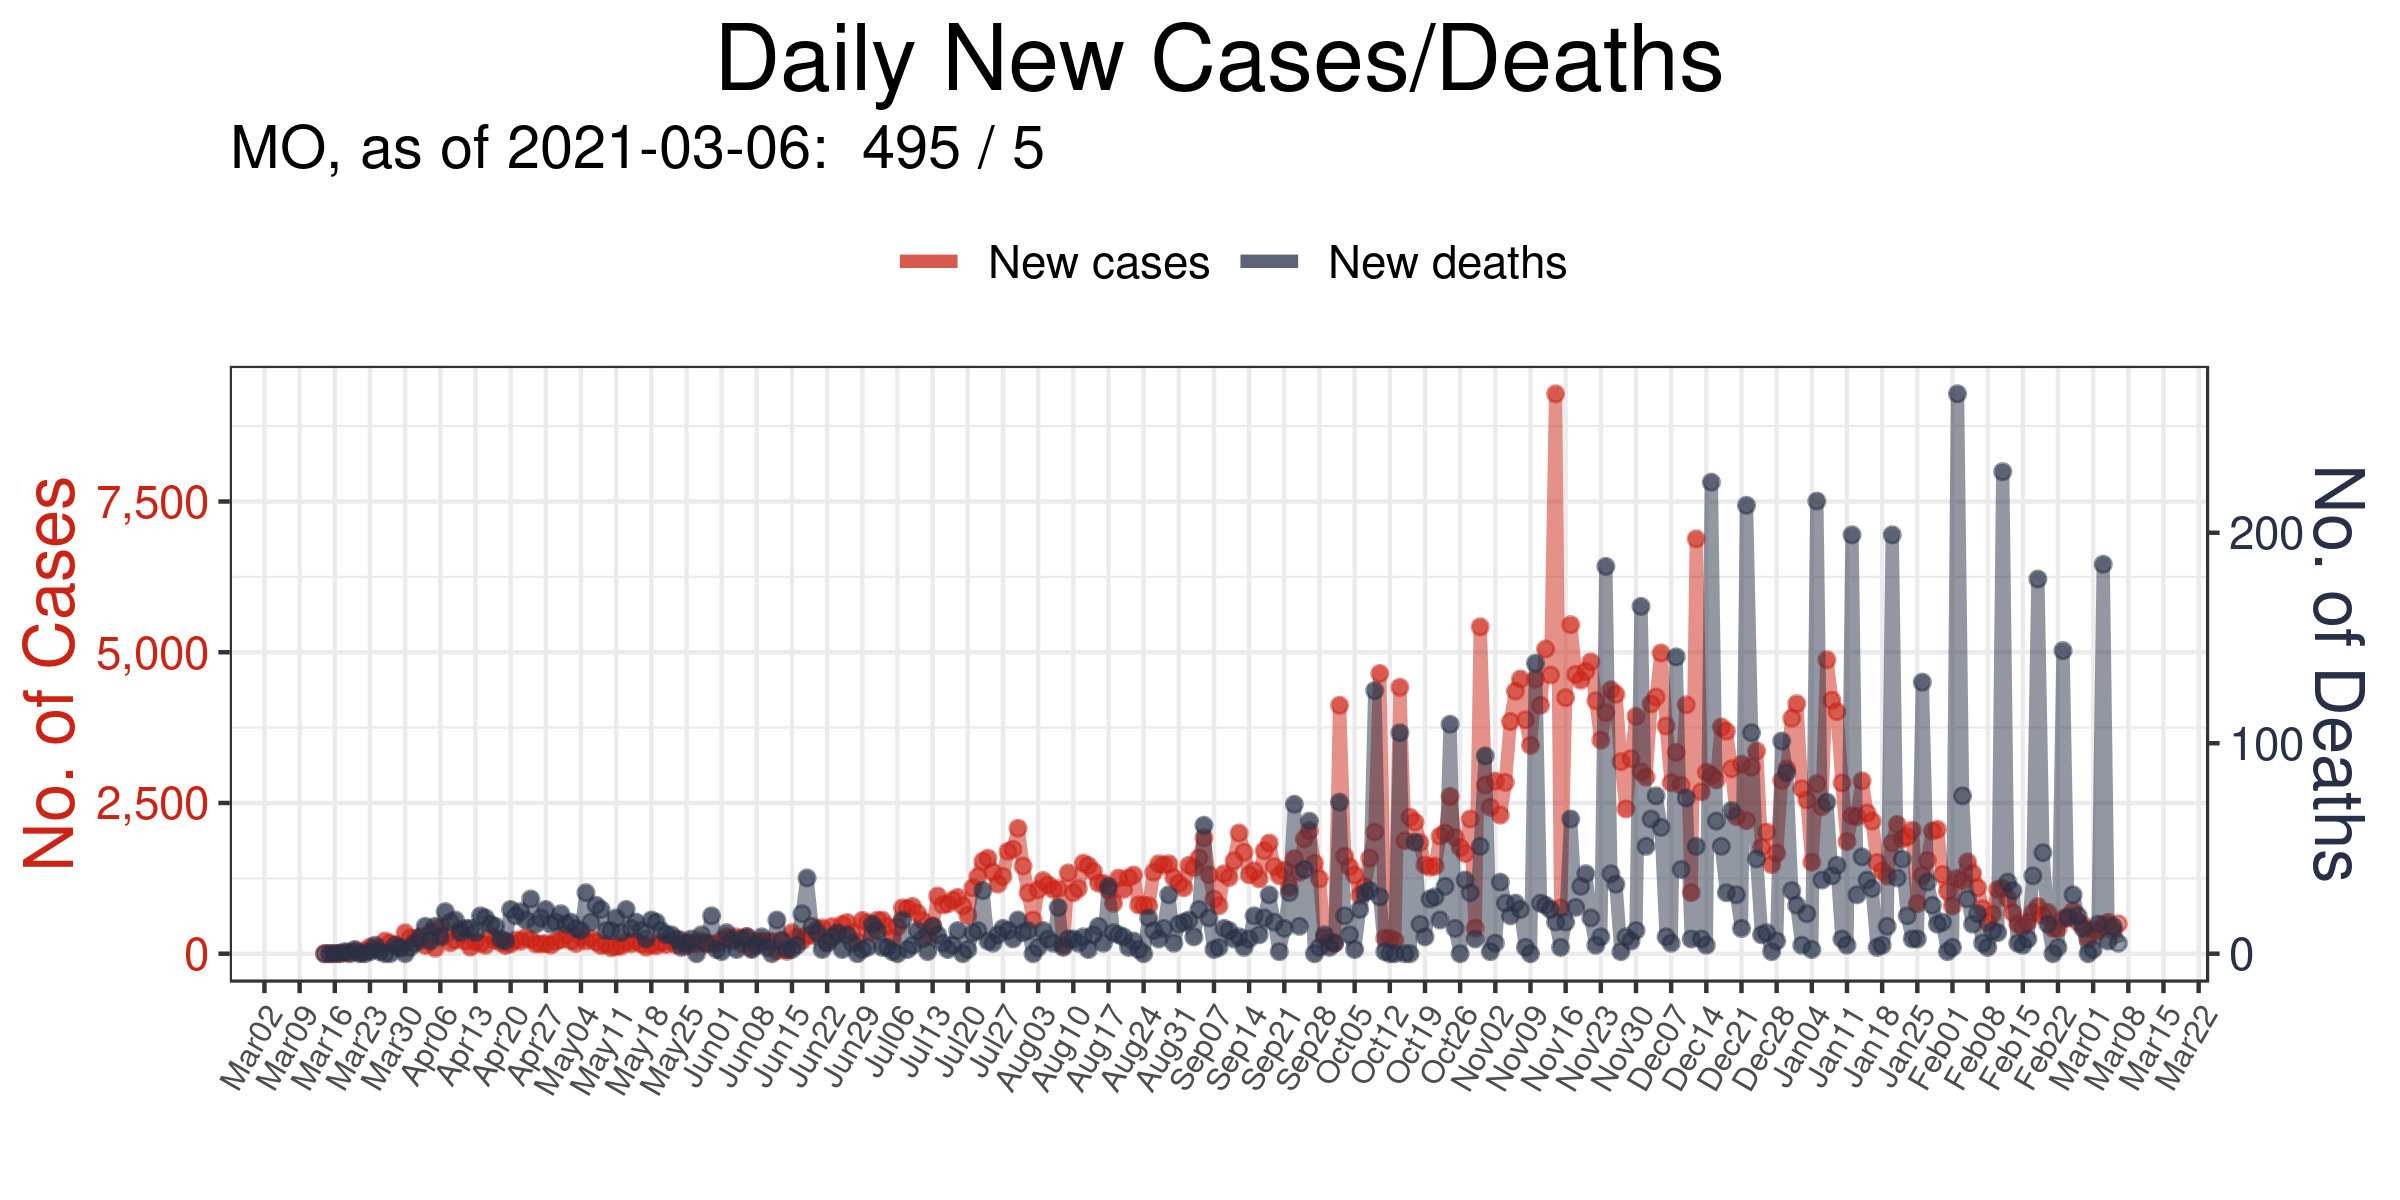 Daily New Cases/Deaths
MO, as of 2021-03-06:  495 / 5
New cases
New deaths
No. of Cases
7,500
5,000
2,500
0
200
100
0
No. of Deaths
Mar02
Mar09
Mar16
Mar23
Mar30
Apr06
Apr13
Apr20
Apr27
May04
May11
May18
May25
Jun01
Jun08
Jun15
Jun22
Jun29
Jul06
Jul13
Jul20
Jul27
Aug03
Aug10
Aug17
Aug24
Aug31
Sep07
Sep14
Sep21
Sep28
Oct05
Oct12
Oct19
Oct26
Nov02
Nov09
Nov16
Nov23
Nov30
Dec07
Dec14
Dec21
Dec28
Dec04
Jan11
Jan18
Jan25
Feb01
Feb08
Feb15
Feb22
Mar01
Mar08
Mar15
Mar22